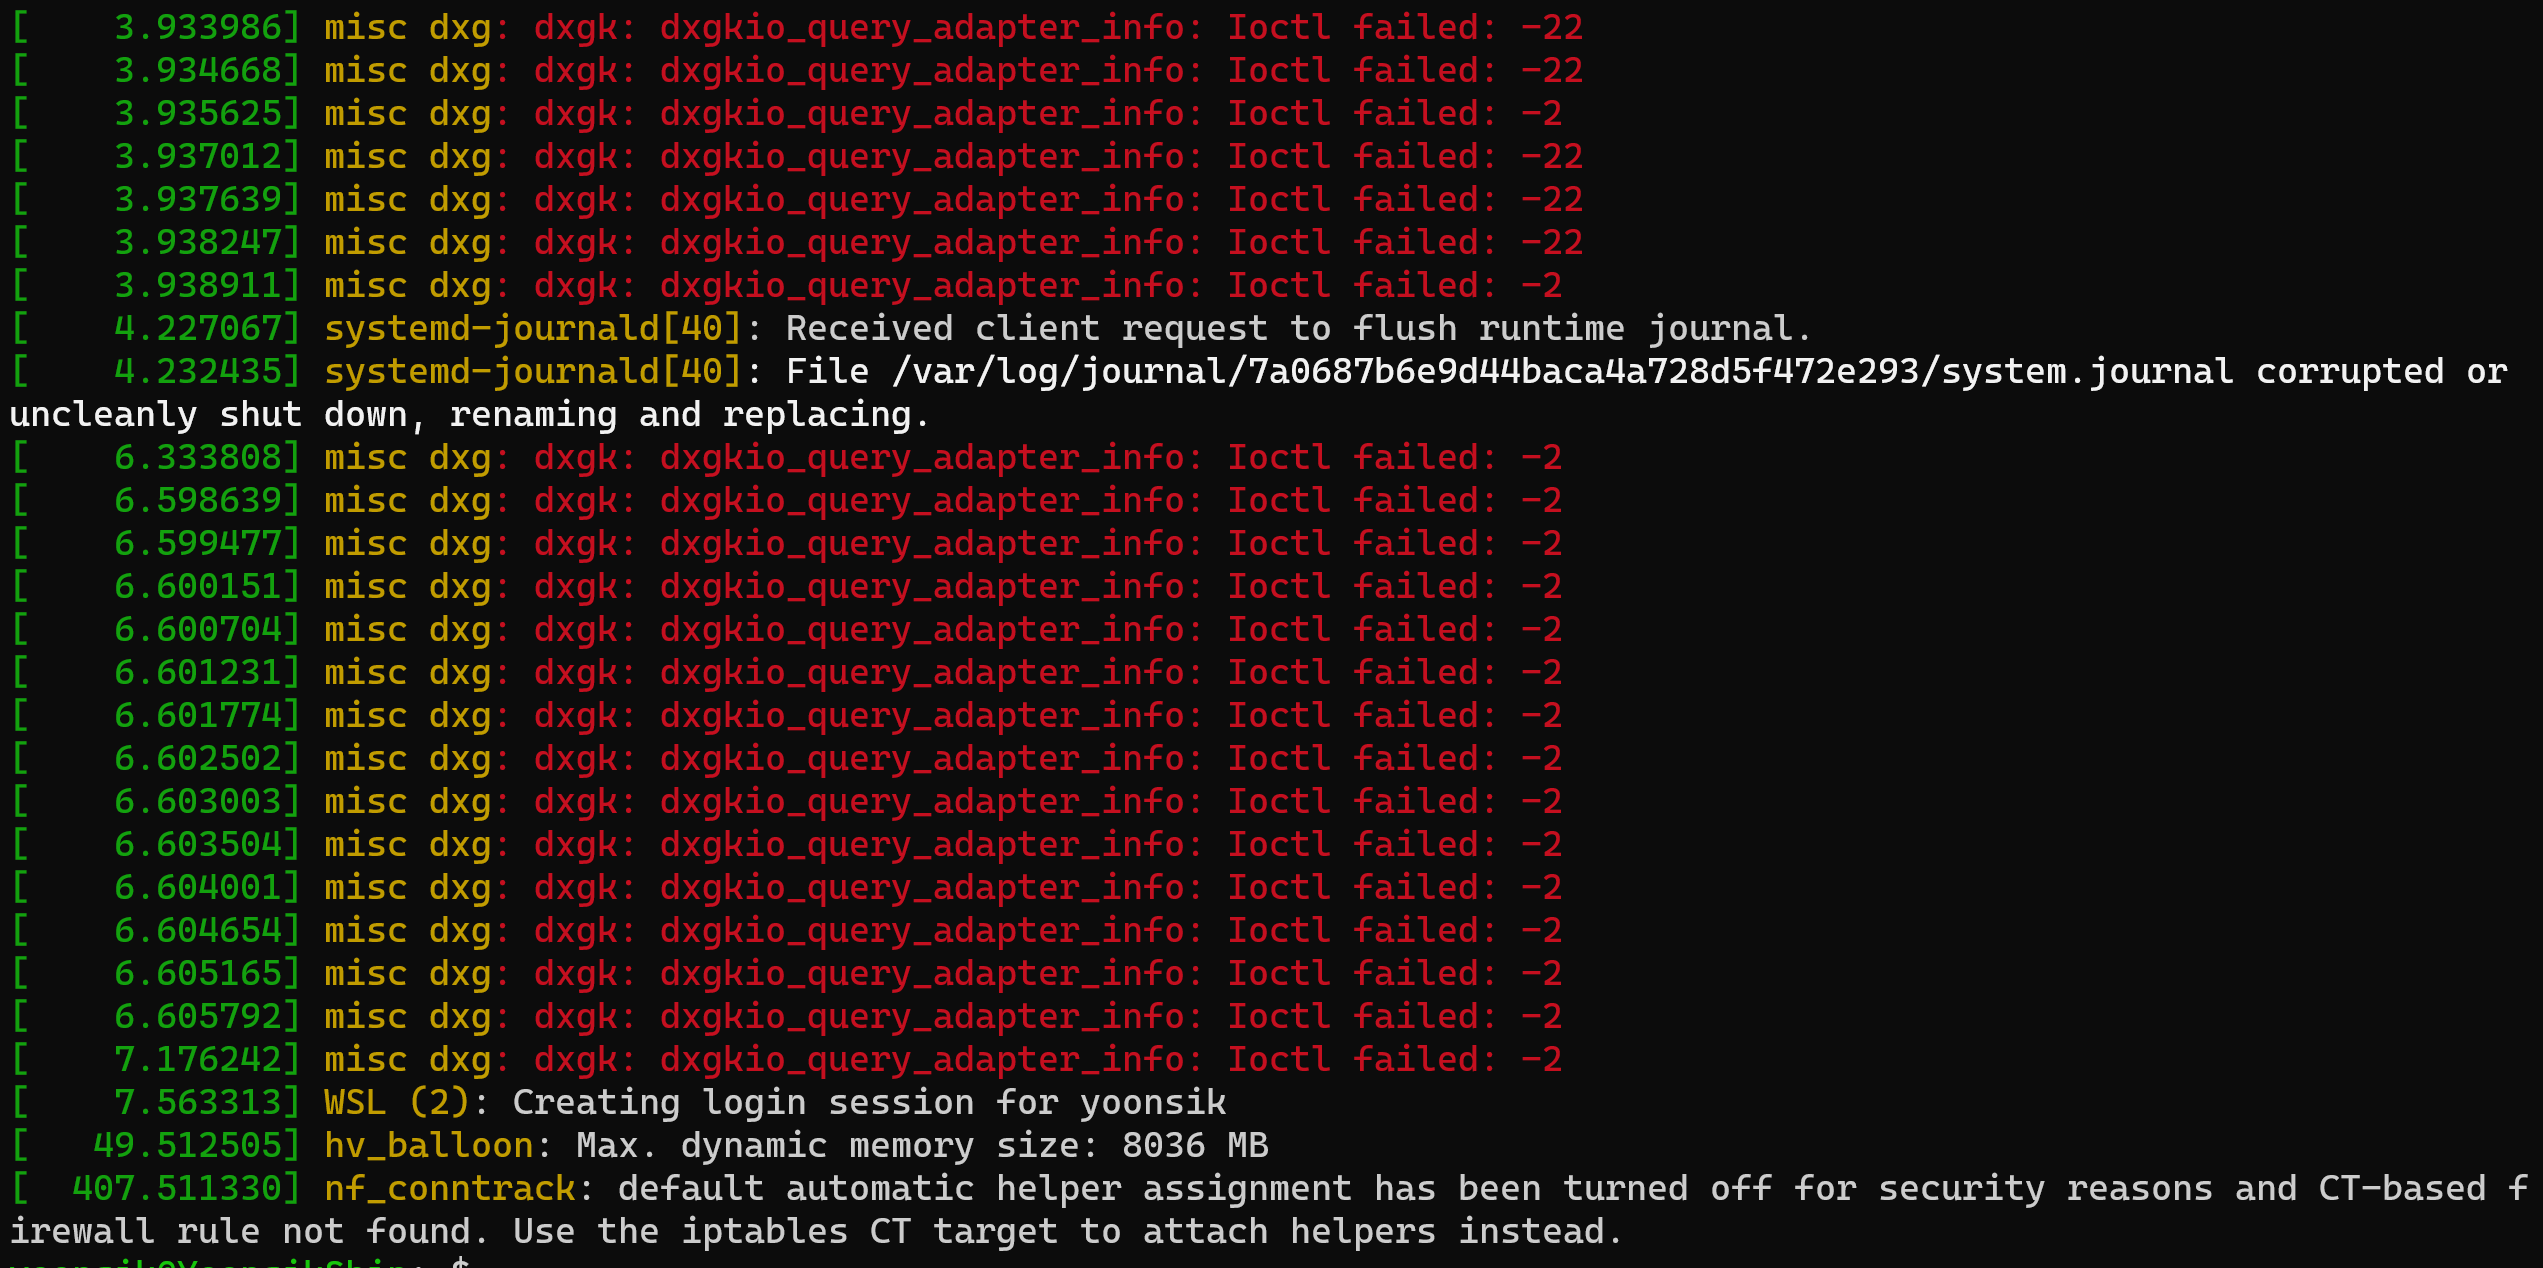 [    3.933986] misc dxg: dxgk: dxgkio_query_adapter_info: Ioctl failed: -22
[    3.934668] misc dxg: dxgk: dxgkio_query_adapter_info: Ioctl failed: -22
[    3.935625] misc dxg: dxgk: dxgkio_query_adapter_info: Ioctl failed: -2
[    3.937012] misc dxg: dxgk: dxgkio_query_adapter_info: Ioctl failed: -22
[    3.937639] misc dxg: dxgk: dxgkio_query_adapter_info: Ioctl failed: -22
[    3.938247] misc dxg: dxgk: dxgkio_query_adapter_info: Ioctl failed: -22
[    3.938911] misc dxg: dxgk: dxgkio_query_adapter_info: Ioctl failed: -2
[    4.227067] systemd-journald[40]: Received client request to flush runtime journal.
[    4.232435] systemd-journald[40]: File /var/log/journal/7a0687b6e9d44baca4a728d5f472e293/system.journal corrupted or
uncleanly shut down, renaming and replacing.
[    6.333808] misc dxg: dxgk: dxgkio_query_adapter_info: Ioctl failed: -2
[    6.598639] misc dxg: dxgk: dxgkio_query_adapter_info: Ioctl failed: -2
[    6.599477] misc dxg: dxgk: dxgkio_query_adapter_info: Ioctl failed: -2
[    6.600151] misc dxg: dxgk: dxgkio_query_adapter_info: Ioctl failed: -2
[    6.600704] misc dxg: dxgk: dxgkio_query_adapter_info: Ioctl failed: -2
[    6.601231] misc dxg: dxgk: dxgkio_query_adapter_info: Ioctl failed: -2
[    6.601774] misc dxg: dxgk: dxgkio_query_adapter_info: Ioctl failed: -2
[    6.602502] misc dxg: dxgk: dxgkio_query_adapter_info: Ioctl failed: -2
[    6.603003] misc dxg: dxgk: dxgkio_query_adapter_info: Ioctl failed: -2
[    6.603504] misc dxg: dxgk: dxgkio_query_adapter_info: Ioctl failed: -2
[    6.604001] misc dxg: dxgk: dxgkio_query_adapter_info: Ioctl failed: -2
[    6.604654] misc dxg: dxgk: dxgkio_query_adapter_info: Ioctl failed: -2
[    6.605165] misc dxg: dxgk: dxgkio_query_adapter_info: Ioctl failed: -2
[    6.605792] misc dxg: dxgk: dxgkio_query_adapter_info: Ioctl failed: -2
[    7.176242] misc dxg: dxgk: dxgkio_query_adapter_info: Ioctl failed: -2
[    7.563313] WSL (2): Creating login session for yoonsik
[   49.512505] hv_balloon: Max. dynamic memory size: 8036 MB
[  407.511330] nf_conntrack: default automatic helper assignment has been turned off for security reasons and CT-based f
irewall rule not found. Use the iptables CT target to attach helpers instead.